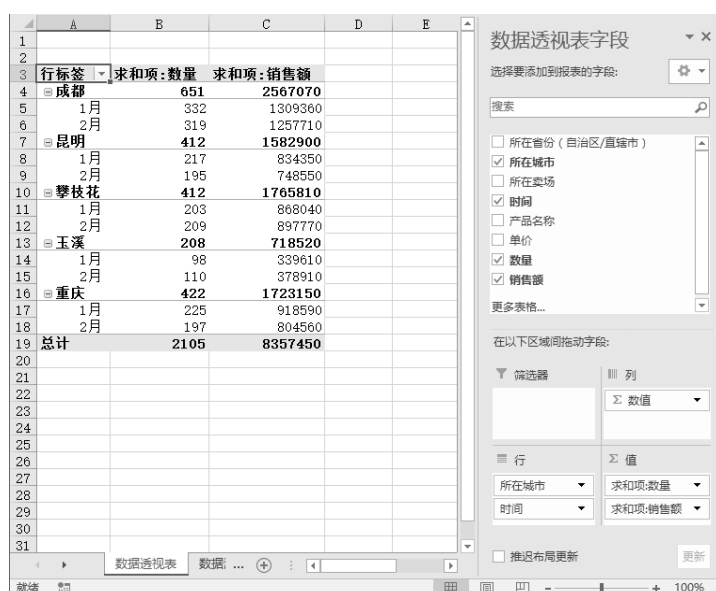 A B C D E
1
2
3 行标签 求和项:数量 求和项:销售额
4 成都 651 2567070
5 1月 332 1309360
6 2月 319 1257710
7 昆明 412 1582900
8 1月 217 834350
9 2月 195 748550
10 攀枝花 412 1765810
11 1月 203 868040
12 2月 209 897770
13 玉溪 208 718520
14 1月 98 339610
15 2月 110 378910
16 重庆 422 1723150
17 1月 225 918590
18 2月 197 804560
19 总计 2105 8357450
20
21
22
23
24
25
26
27
28
29
30
31
数据透视表 数据 ...
就绪
100%
数据透视表字段
选择要添加到报表的字段:
搜索
所在省份（自治区/直辖市）
所在城市
所在卖场
时间
产品名称
单价
数量
销售额
更多表格...
在以下区域间拖动字段:
筛选器
列
Σ 数值
行
Σ 值
所在城市
求和项:数量
时间
求和项:销售额
推迟布局更新
更新